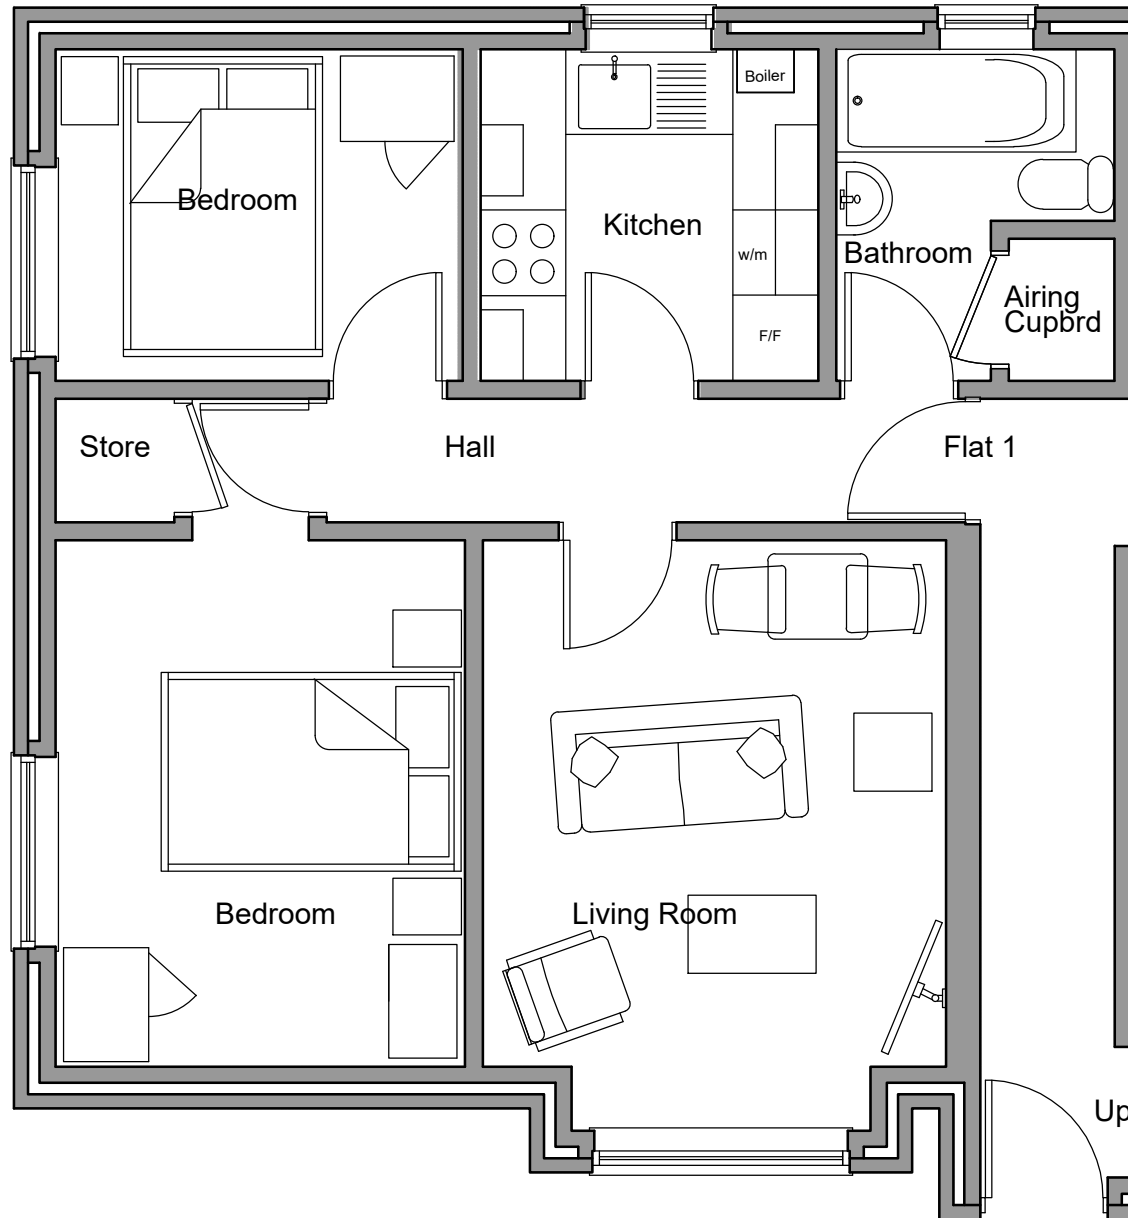 Boiler
Bedroom
Kitchen
Bathroom
w/m
Airing
Cupbrd
F/F
Store
Hall
Flat 1
Bedroom
Living Room
Up